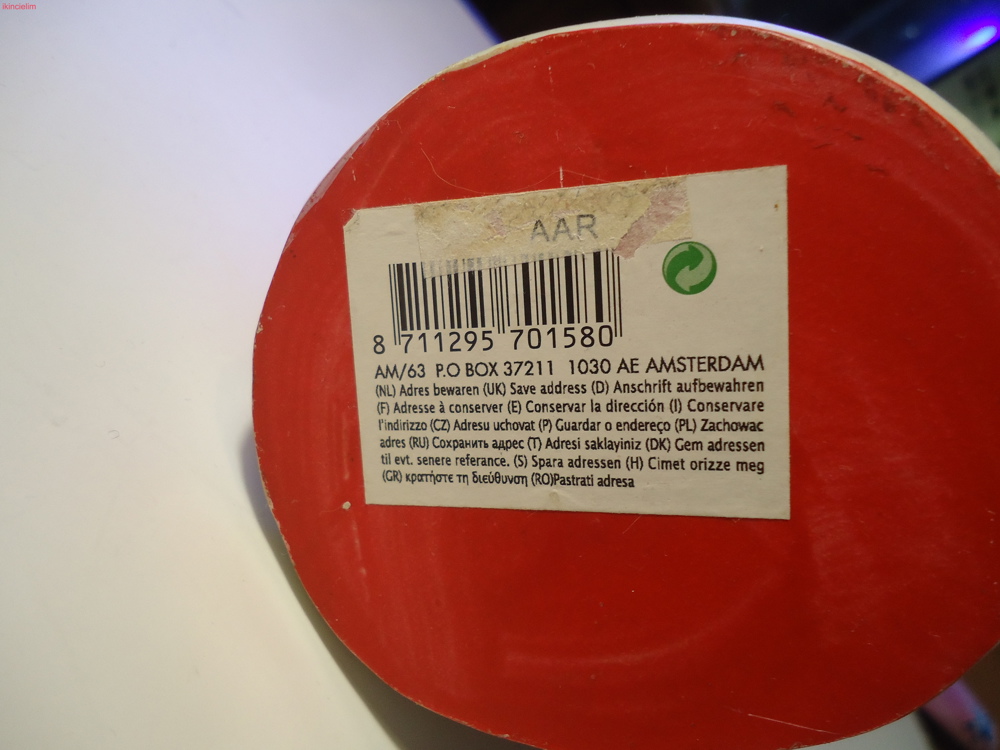 ikincielim
AAR
8 711295 701580
AM/63 P.O BOX 37211 1030 AE AMSTERDAM
(NL) Adres bewaren (UK) Save address (D) Anschrift aufbewahren
(F) Adresse à conserver (E) Conservar la dirección (I) Conservare
l'indirizzo (CZ) Adresu uchovat (P) Guardar o endereço (PL) Zachowac
adres (RU) Сохранить адрес (T) Adresi saklayiniz (DK) Gem adressen
til evt. senere referance. (S) Spara adressen (H) Cimet orizze meg
(GR) κρατήστε τη διεύθυνση (RO)Pastrati adresa